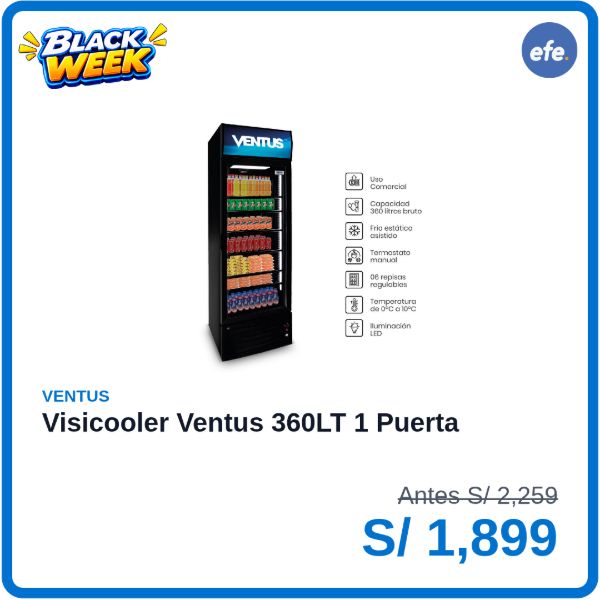 BLACK
WEEK
efe.
VENTUS
Uso
Comercial
Capacidad
360 litros bruto
Frío estático
asistido
Termostato
manual
06 repisas
regulables
Temperatura
de 0°C a 10°C
Iluminación
LED
VENTUS
Visicooler Ventus 360LT 1 Puerta
Antes S/ 2,259
S/ 1,899